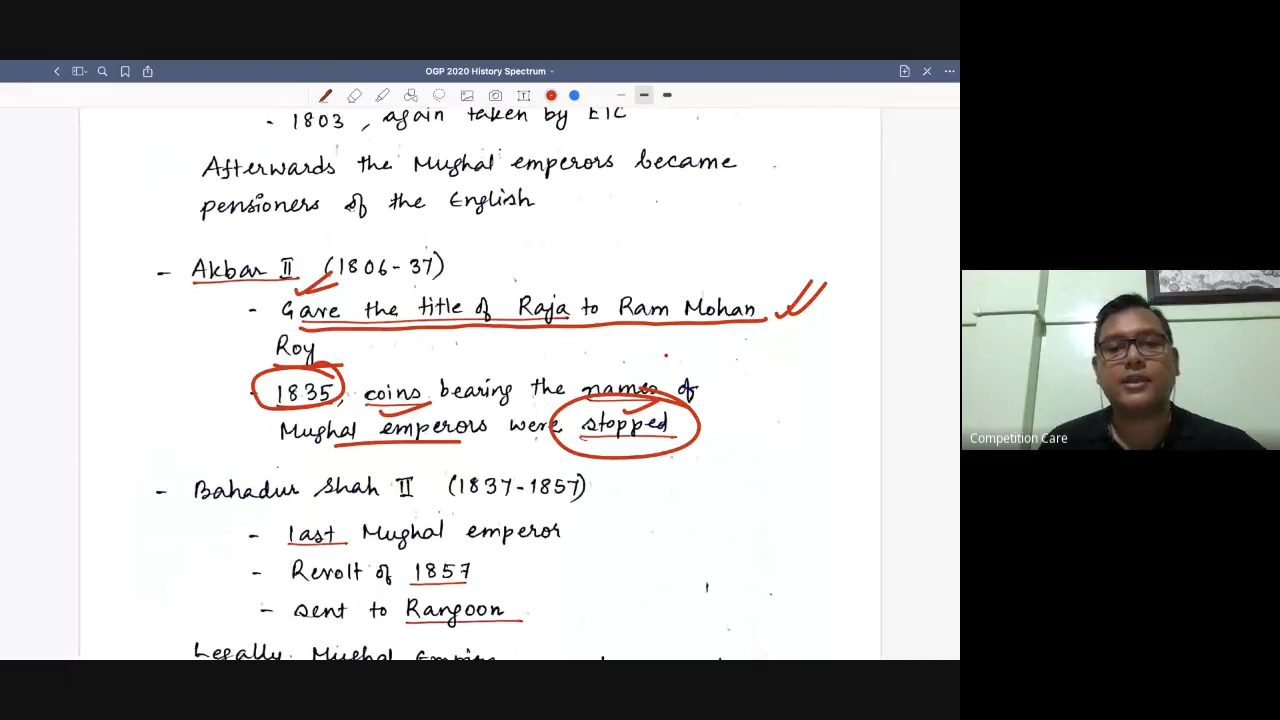 OGP 2020 History Spectrum
- 1803, again taken by EIC
Afterwards the Mughal emperors became
pensioners of the English
- Akbar II (1806-37)
- Gave the title of Raja to Ram Mohan
Roy
- 1835, coins bearing the names of
Mughal emperors were stopped
- Bahadur Shah II (1837-1857)
- last Mughal emperor
- Revolt of 1857
- sent to Rangoon
Legally Mughal Empire
Competition Care